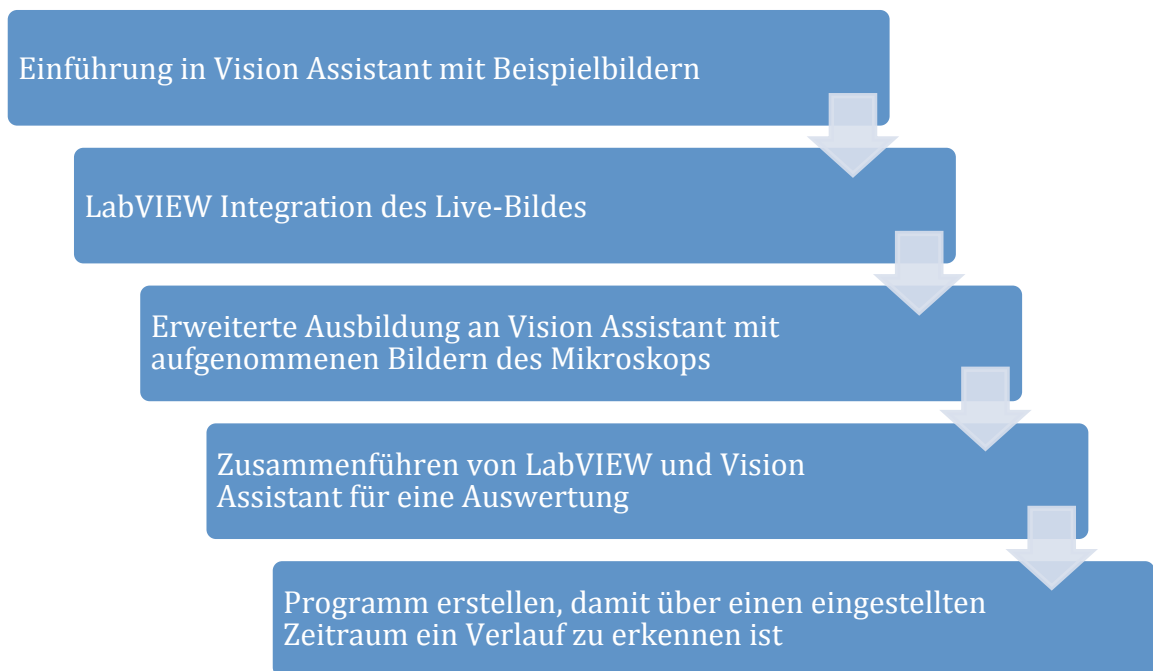 Einführung in Vision Assistant mit Beispielbildern
LabVIEW Integration des Live-Bildes
Erweiterte Ausbildung an Vision Assistant mit
aufgenommenen Bildern des Mikroskops
Zusammenführen von LabVIEW und Vision
Assistant für eine Auswertung
Programm erstellen, damit über einen eingestellten
Zeitraum ein Verlauf zu erkennen ist